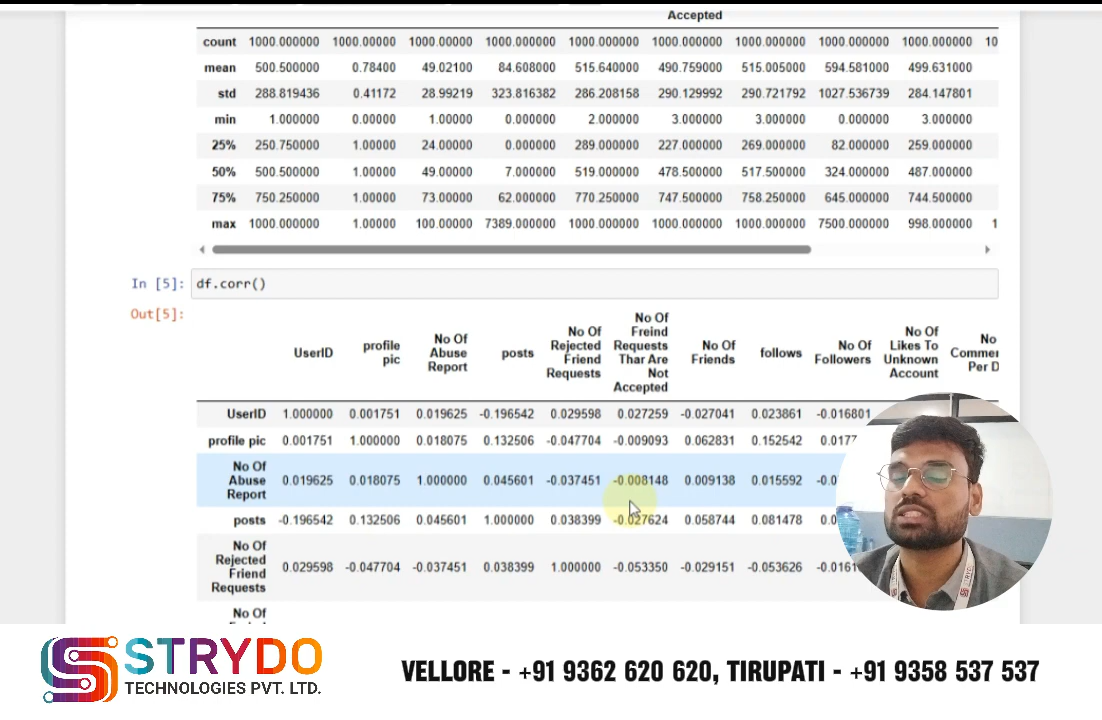 Accepted
count 1000.000000 1000.00000 1000.00000 1000.000000 1000.000000 1000.000000 1000.000000 1000.000000 1000.000000 10
mean 500.500000 0.78400 49.02100 84.608000 515.640000 490.759000 515.005000 594.581000 499.631000
std 288.819436 0.41172 28.99219 323.816382 286.208158 290.129992 290.721792 1027.536739 284.147801
min 1.000000 0.00000 1.00000 0.000000 2.000000 3.000000 3.000000 0.000000 3.000000
25% 250.750000 1.00000 24.00000 0.000000 289.000000 227.000000 269.000000 82.000000 259.000000
50% 500.500000 1.00000 49.00000 7.000000 519.000000 478.500000 517.500000 324.000000 487.000000
75% 750.250000 1.00000 73.00000 62.000000 770.250000 747.500000 758.250000 645.000000 744.500000
max 1000.000000 1.00000 100.00000 7389.000000 1000.000000 1000.000000 1000.000000 7500.000000 998.000000 1
In [5]: df.corr()
Out[5]:
UserID
profile
pic
No Of
Abuse
Report
posts
No Of
Rejected
Friend
Requests
No Of
Freind
Requests
Thar Are
Not
Accepted
No Of
Friends
follows
No Of
Followers
No Of
Likes To
Unknown
Account
No
Commer
Per D
UserID 1.000000 0.001751 0.019625 -0.196542 0.029598 0.027259 -0.027041 0.023861 -0.016801
profile pic 0.001751 1.000000 0.018075 0.132506 -0.047704 -0.009093 0.062831 0.152542 0.0177
No Of
Abuse
Report
0.019625 0.018075 1.000000 0.045601 -0.037451 -0.008148 0.009138 0.015592 -0.0
posts -0.196542 0.132506 0.045601 1.000000 0.038399 -0.027624 0.058744 0.081478 0.0
No Of
Rejected
Friend
Requests
0.029598 -0.047704 -0.037451 0.038399 1.000000 -0.053350 -0.029151 -0.053626 -0.016
No Of
STRYDO
TECHNOLOGIES PVT. LTD.
VELLORE - +91 9362 620 620, TIRUPATI - +91 9358 537 537